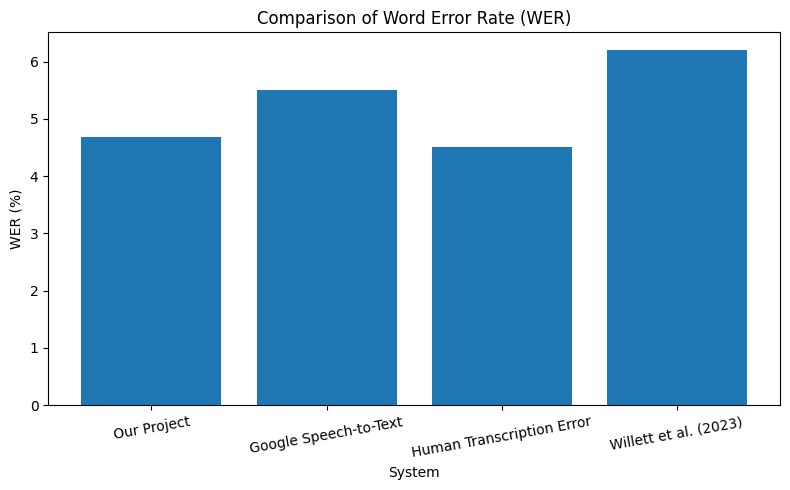 Comparison of Word Error Rate (WER)
WER (%)
6
5
4
3
2
1
0
Our Project
Google Speech-to-Text
Human Transcription Error
Willett et al. (2023)
System